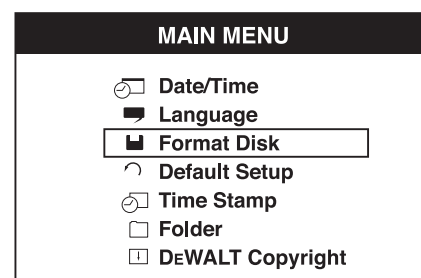 MAIN MENU
Date/Time
Language
Format Disk
Default Setup
Time Stamp
Folder
DEWALT Copyright